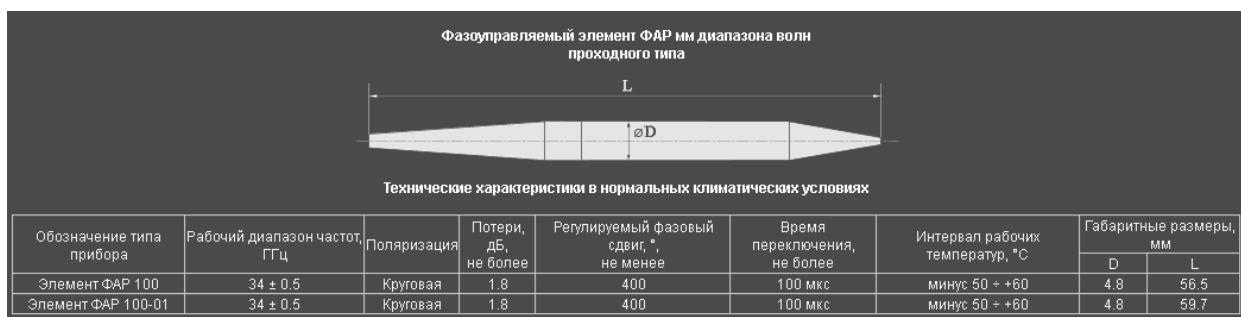 Фазоуправляемый элемент ФАР мм диапазона волн
проходного типа
L
⌀D
Технические характеристики в нормальных климатических условиях
Обозначение типа прибора Рабочий диапазон частот, ГГц Поляризация Потери, дБ, не более Регулируемый фазовый сдвиг, °, не менее Время переключения, не более Интервал рабочих температур, °C Габаритные размеры, мм
D L
Элемент ФАР 100 34 ± 0.5 Круговая 1.8 400 100 мкс минус 50 ÷ +60 4.8 56.5
Элемент ФАР 100-01 34 ± 0.5 Круговая 1.8 400 100 мкс минус 50 ÷ +60 4.8 59.7